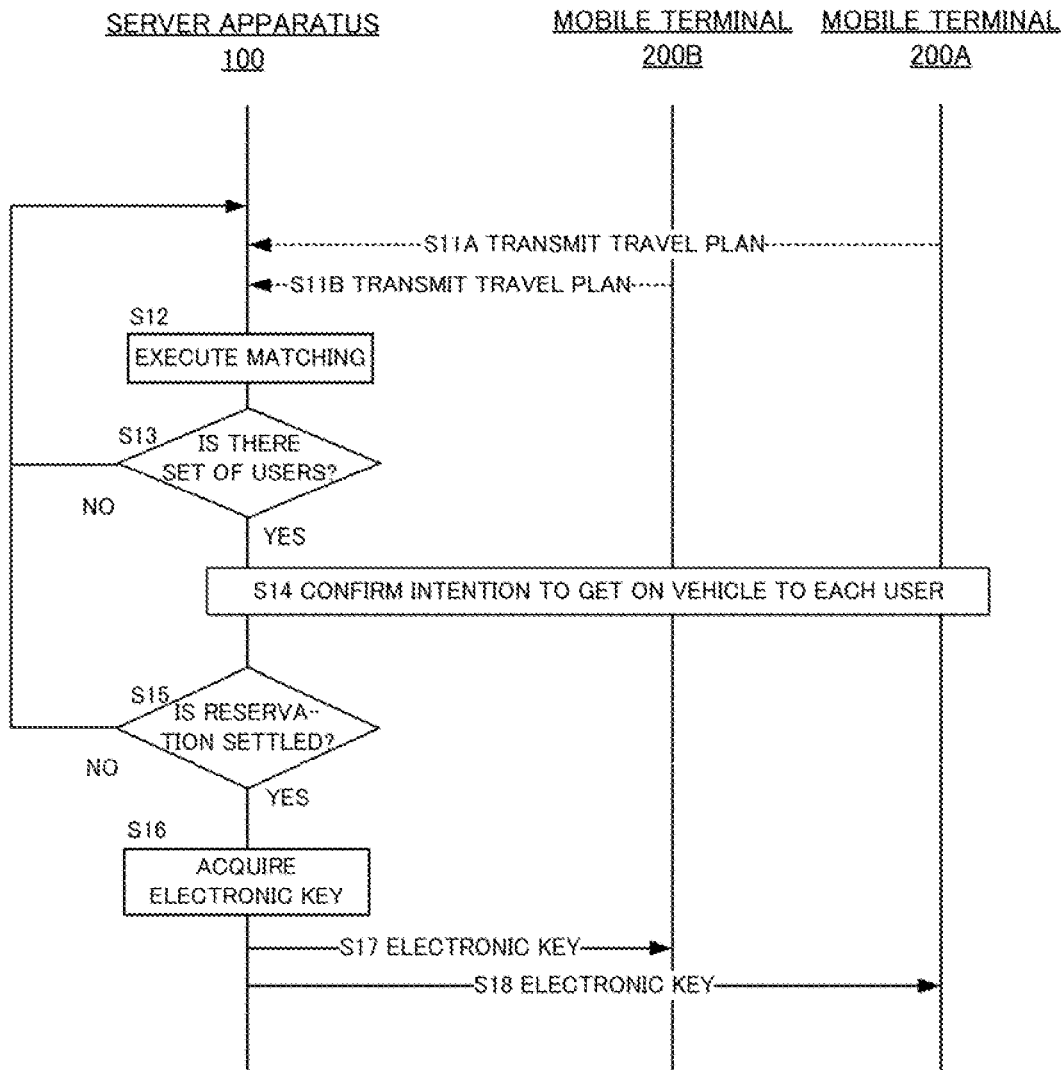 SERVER APPARATUS
100
MOBILE TERMINAL
200B
MOBILE TERMINAL
200A
S11A TRANSMIT TRAVEL PLAN
S11B TRANSMIT TRAVEL PLAN
S12
EXECUTE MATCHING
S13
IS THERE
SET OF USERS?
NO
YES
S14 CONFIRM INTENTION TO GET ON VEHICLE TO EACH USER
S15
IS RESERVA-
TION SETTLED?
NO
YES
S16
ACQUIRE
ELECTRONIC KEY
S17 ELECTRONIC KEY
S18 ELECTRONIC KEY